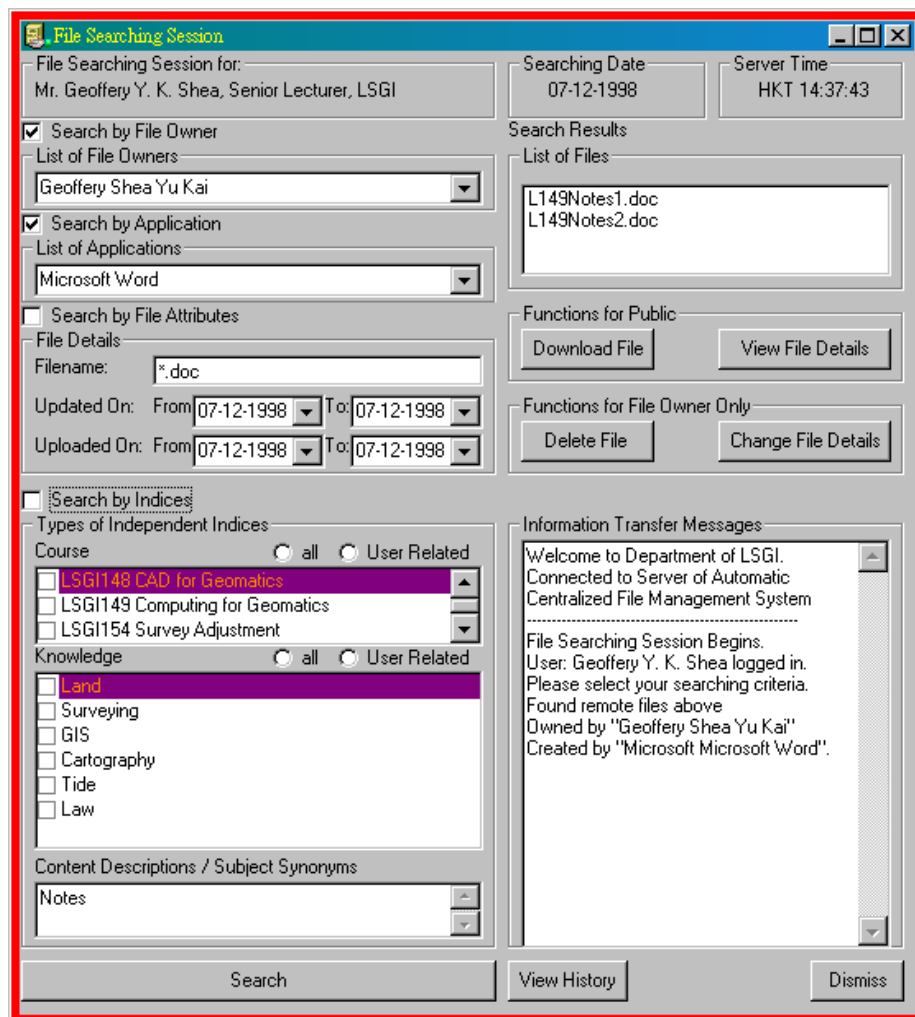 File Searching Session
File Searching Session for:
Mr. Geoffery Y. K. Shea, Senior Lecturer, LSGI
Searching Date
07-12-1998
Server Time
HKT 14:37:43
Search by File Owner
List of File Owners
Geoffery Shea Yu Kai
Search by Application
List of Applications
Microsoft Word
Search by File Attributes
File Details
Filename: *.doc
Updated On: From 07-12-1998 To: 07-12-1998
Uploaded On: From 07-12-1998 To: 07-12-1998
Search by Indices
Types of Independent Indices
Course all User Related
LSGI148 CAD for Geomatics
LSGI149 Computing for Geomatics
LSGI154 Survey Adjustment
Knowledge all User Related
Land
Surveying
GIS
Cartography
Tide
Law
Content Descriptions / Subject Synonyms
Notes
Search
Search Results
List of Files
L149Notes1.doc
L149Notes2.doc
Functions for Public
Download File View File Details
Functions for File Owner Only
Delete File Change File Details
Information Transfer Messages
Welcome to Department of LSGI.
Connected to Server of Automatic
Centralized File Management System
------------------------------------------------------
File Searching Session Begins.
User: Geoffery Y. K. Shea logged in.
Please select your searching criteria.
Found remote files above
Owned by "Geoffery Shea Yu Kai"
Created by "Microsoft Microsoft Word".
View History Dismiss